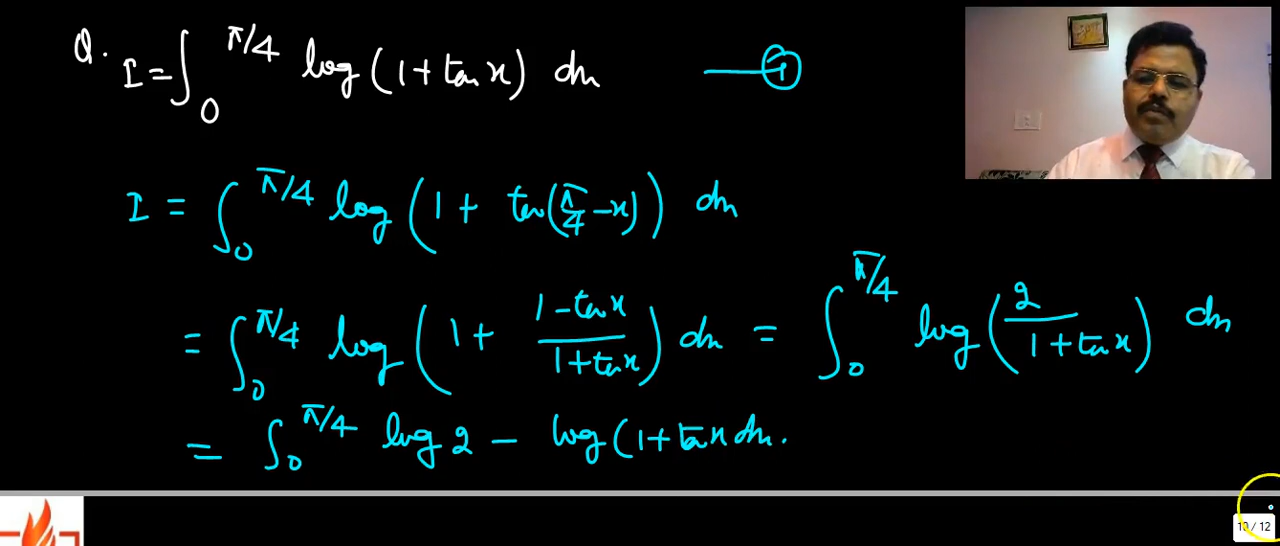 Q. I = ∫₀^π/4 log (1 + tan x) dx —— ①
I = ∫₀^π/4 log (1 + tan(π/4 − x)) dx
= ∫₀^π/4 log (1 + (1 − tan x)/(1 + tan x)) dx = ∫₀^π/4 log (2/(1 + tan x)) dx
= ∫₀^π/4 log 2 − log (1 + tan x dx.
10 / 12